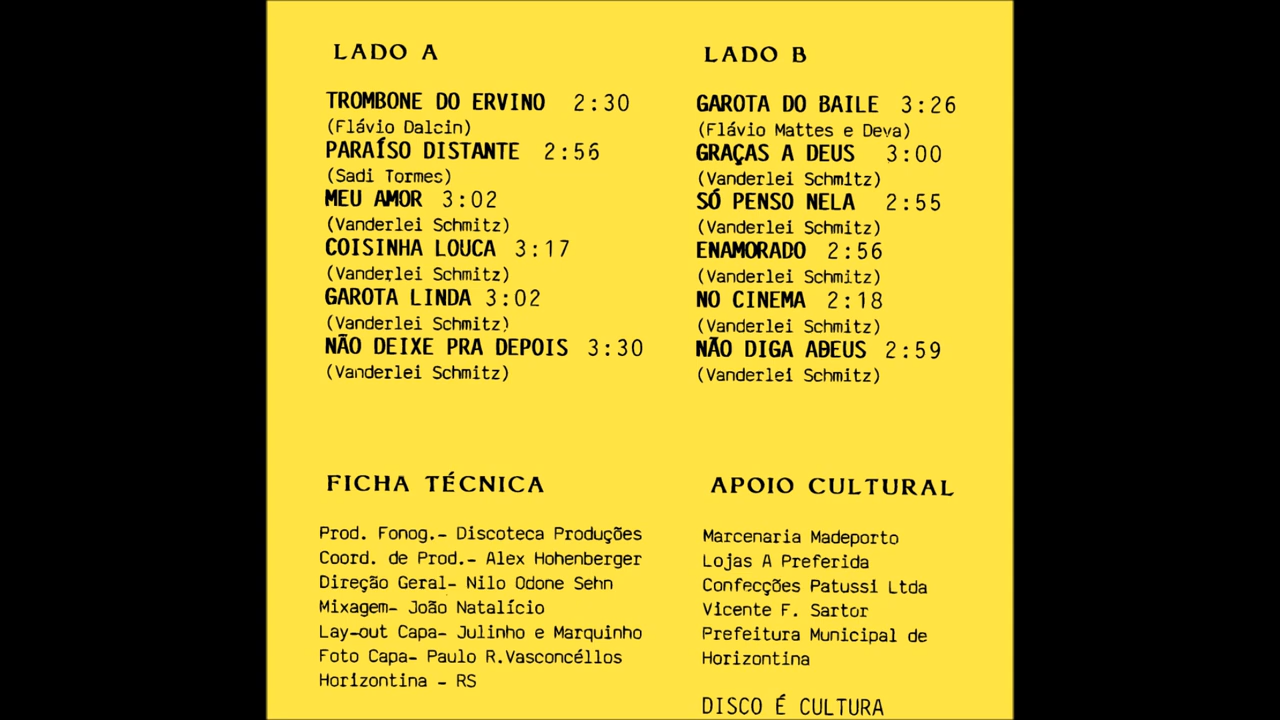 LADO A
TROMBONE DO ERVINO 2:30
(Flávio Dalcin)
PARAÍSO DISTANTE 2:56
(Sadi Tormes)
MEU AMOR 3:02
(Vanderlei Schmitz)
COISINHA LOUCA 3:17
(Vanderlei Schmitz)
GAROTA LINDA 3:02
(Vanderlei Schmitz)
NÃO DEIXE PRA DEPOIS 3:30
(Vanderlei Schmitz)
LADO B
GAROTA DO BAILE 3:26
(Flávio Mattes e Deva)
GRAÇAS A DEUS 3:00
(Vanderlei Schmitz)
SÓ PENSO NELA 2:55
(Vanderlei Schmitz)
ENAMORADO 2:56
(Vanderlei Schmitz)
NO CINEMA 2:18
(Vanderlei Schmitz)
NÃO DIGA ADEUS 2:59
(Vanderlei Schmitz)
FICHA TÉCNICA
Prod. Fonog.- Discoteca Produções
Coord. de Prod.- Alex Hohenberger
Direção Geral- Nilo Odone Sehn
Mixagem- João Natalício
Lay-out Capa- Julinho e Marquinho
Foto Capa- Paulo R.Vasconcéllos
Horizontina - RS
APOIO CULTURAL
Marcenaria Madeporto
Lojas A Preferida
Confecções Patussi Ltda
Vicente F. Sartor
Prefeitura Municipal de
Horizontina
DISCO É CULTURA